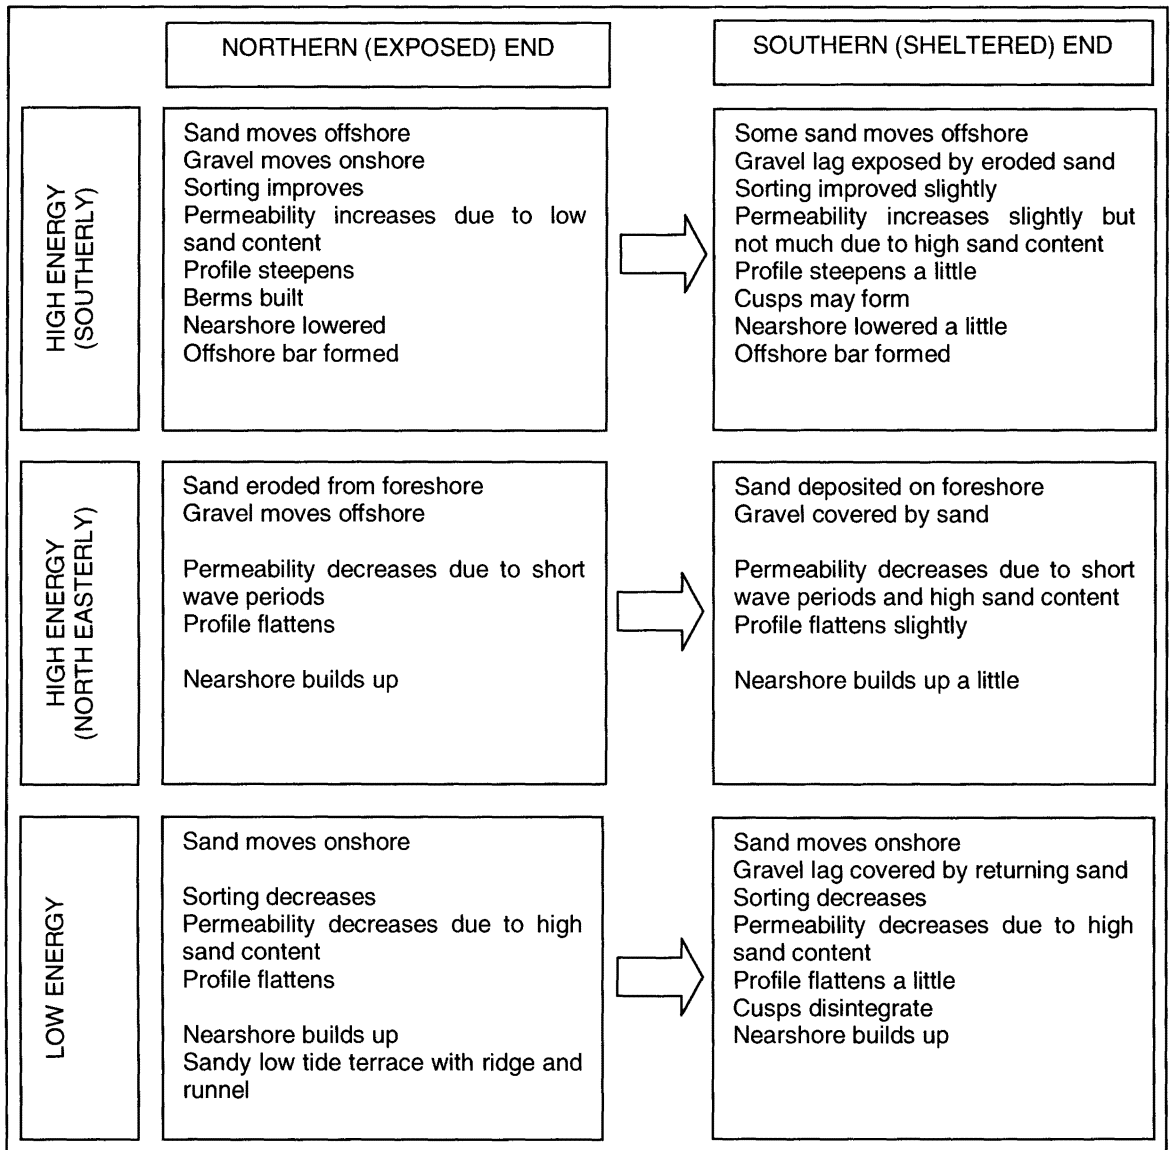 NORTHERN (EXPOSED) END
SOUTHERN (SHELTERED) END
HIGH ENERGY
(SOUTHERLY)
Sand moves offshore
Gravel moves onshore
Sorting improves
Permeability increases due to low
sand content
Profile steepens
Berms built
Nearshore lowered
Offshore bar formed
Some sand moves offshore
Gravel lag exposed by eroded sand
Sorting improved slightly
Permeability increases slightly but
not much due to high sand content
Profile steepens a little
Cusps may form
Nearshore lowered a little
Offshore bar formed
HIGH ENERGY
(NORTH EASTERLY)
Sand eroded from foreshore
Gravel moves offshore
Permeability decreases due to short
wave periods
Profile flattens
Nearshore builds up
Sand deposited on foreshore
Gravel covered by sand
Permeability decreases due to short
wave periods and high sand content
Profile flattens slightly
Nearshore builds up a little
LOW ENERGY
Sand moves onshore
Sorting decreases
Permeability decreases due to high
sand content
Profile flattens
Nearshore builds up
Sandy low tide terrace with ridge and
runnel
Sand moves onshore
Gravel lag covered by returning sand
Sorting decreases
Permeability decreases due to high
sand content
Profile flattens a little
Cusps disintegrate
Nearshore builds up